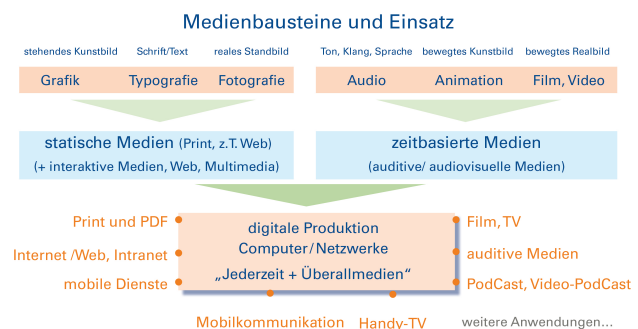 Medienbausteine und Einsatz
stehendes Kunstbild Schrift/Text reales Standbild Ton, Klang, Sprache bewegtes Kunstbild bewegtes Realbild
Grafik Typografie Fotografie Audio Animation Film, Video
statische Medien (Print, z.T. Web) zeitbasierte Medien
(+ interaktive Medien, Web, Multimedia) (auditive/ audiovisuelle Medien)
Print und PDF digitale Produktion Film, TV
Internet /Web, Intranet Computer/Netzwerke auditive Medien
mobile Dienste „Jederzeit + Überallmedien“ PodCast, Video-PodCast
Mobilkommunikation Handy-TV weitere Anwendungen...